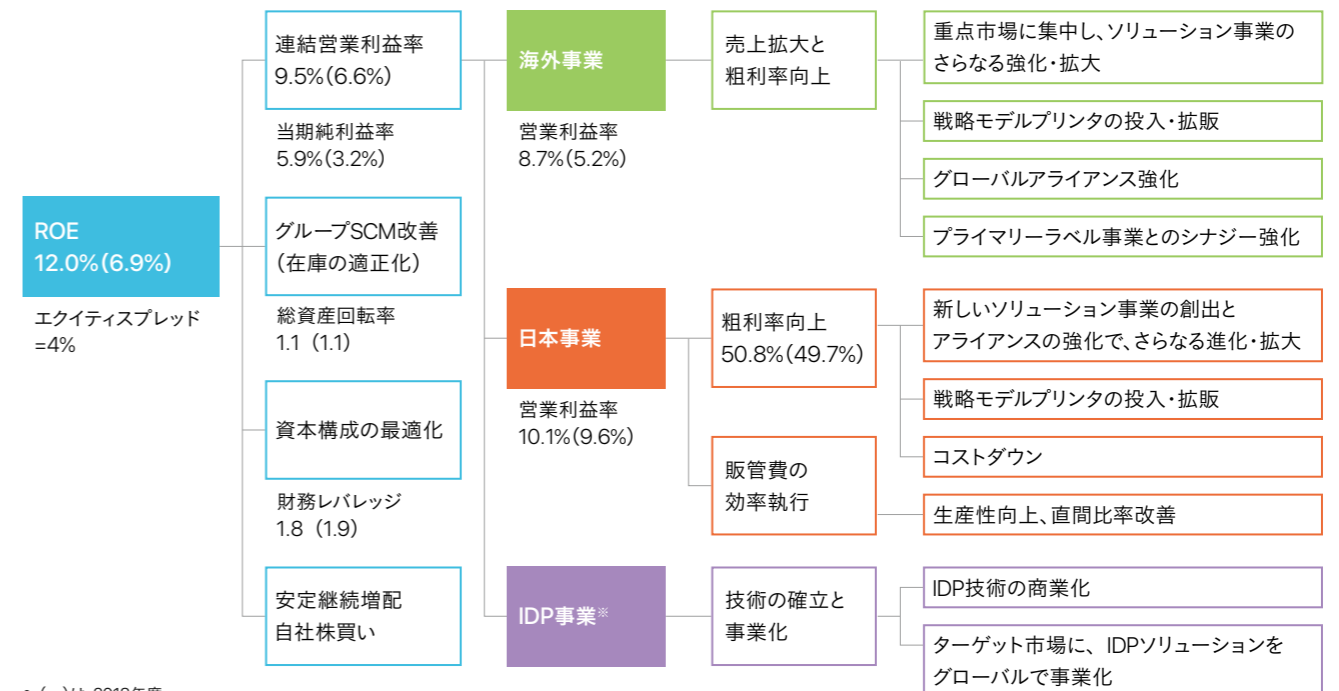 ROE
12.0%(6.9%)
エクイティスプレッド
=4%
連結営業利益率
9.5%(6.6%)
当期純利益率
5.9%(3.2%)
グループSCM改善
(在庫の適正化)
総資産回転率
1.1 (1.1)
資本構成の最適化
財務レバレッジ
1.8 (1.9)
安定継続増配
自社株買い
海外事業
営業利益率
8.7%(5.2%)
売上拡大と
粗利率向上
重点市場に集中し、ソリューション事業の
さらなる強化・拡大
戦略モデルプリンタの投入・拡販
グローバルアライアンス強化
プライマリーラベル事業とのシナジー強化
日本事業
営業利益率
10.1%(9.6%)
粗利率向上
50.8%(49.7%)
新しいソリューション事業の創出と
アライアンスの強化で、さらなる進化・拡大
戦略モデルプリンタの投入・拡販
コストダウン
販管費の
効率執行
生産性向上、直間比率改善
IDP事業※
技術の確立と
事業化
IDP技術の商業化
ターゲット市場に、IDPソリューションを
グローバルで事業化